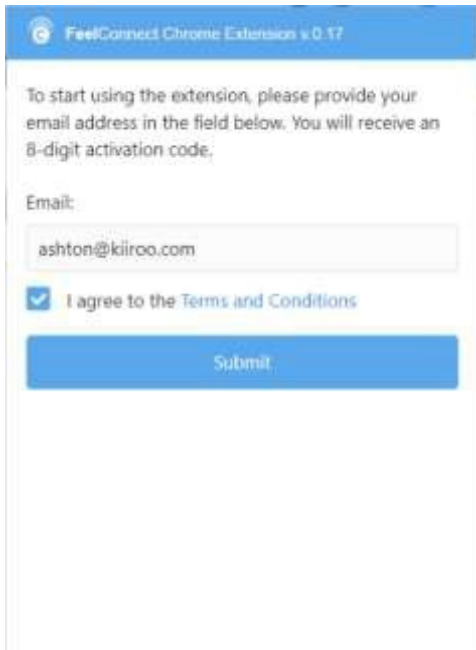 FeelConnect Chrome Extension v 0.17
To start using the extension, please provide your
email address in the field below. You will receive an
8-digit activation code.
Email:
ashton@kiiroo.com
I agree to the Terms and Conditions
Submit